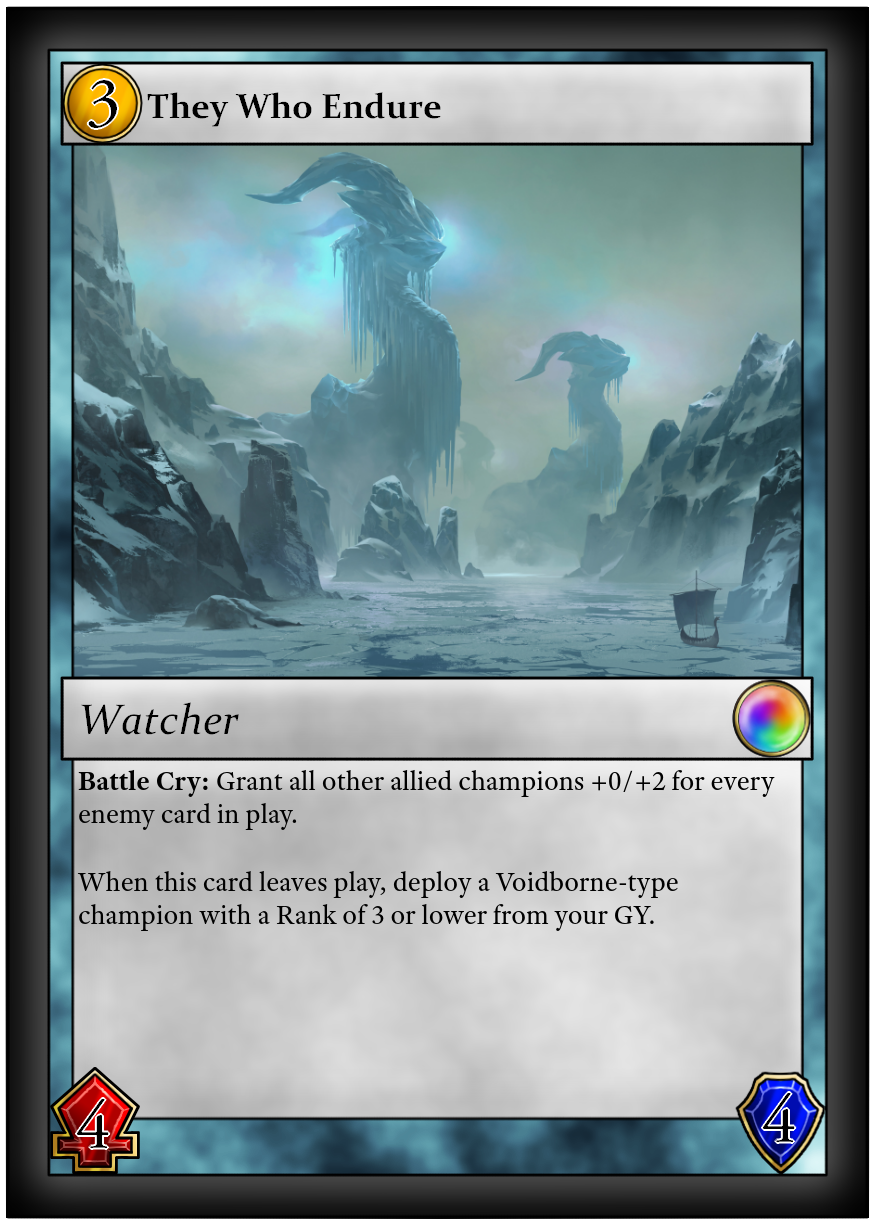 3 They Who Endure
Watcher
Battle Cry: Grant all other allied champions +0/+2 for every
enemy card in play.
When this card leaves play, deploy a Voidborne-type
champion with a Rank of 3 or lower from your GY.
4
4